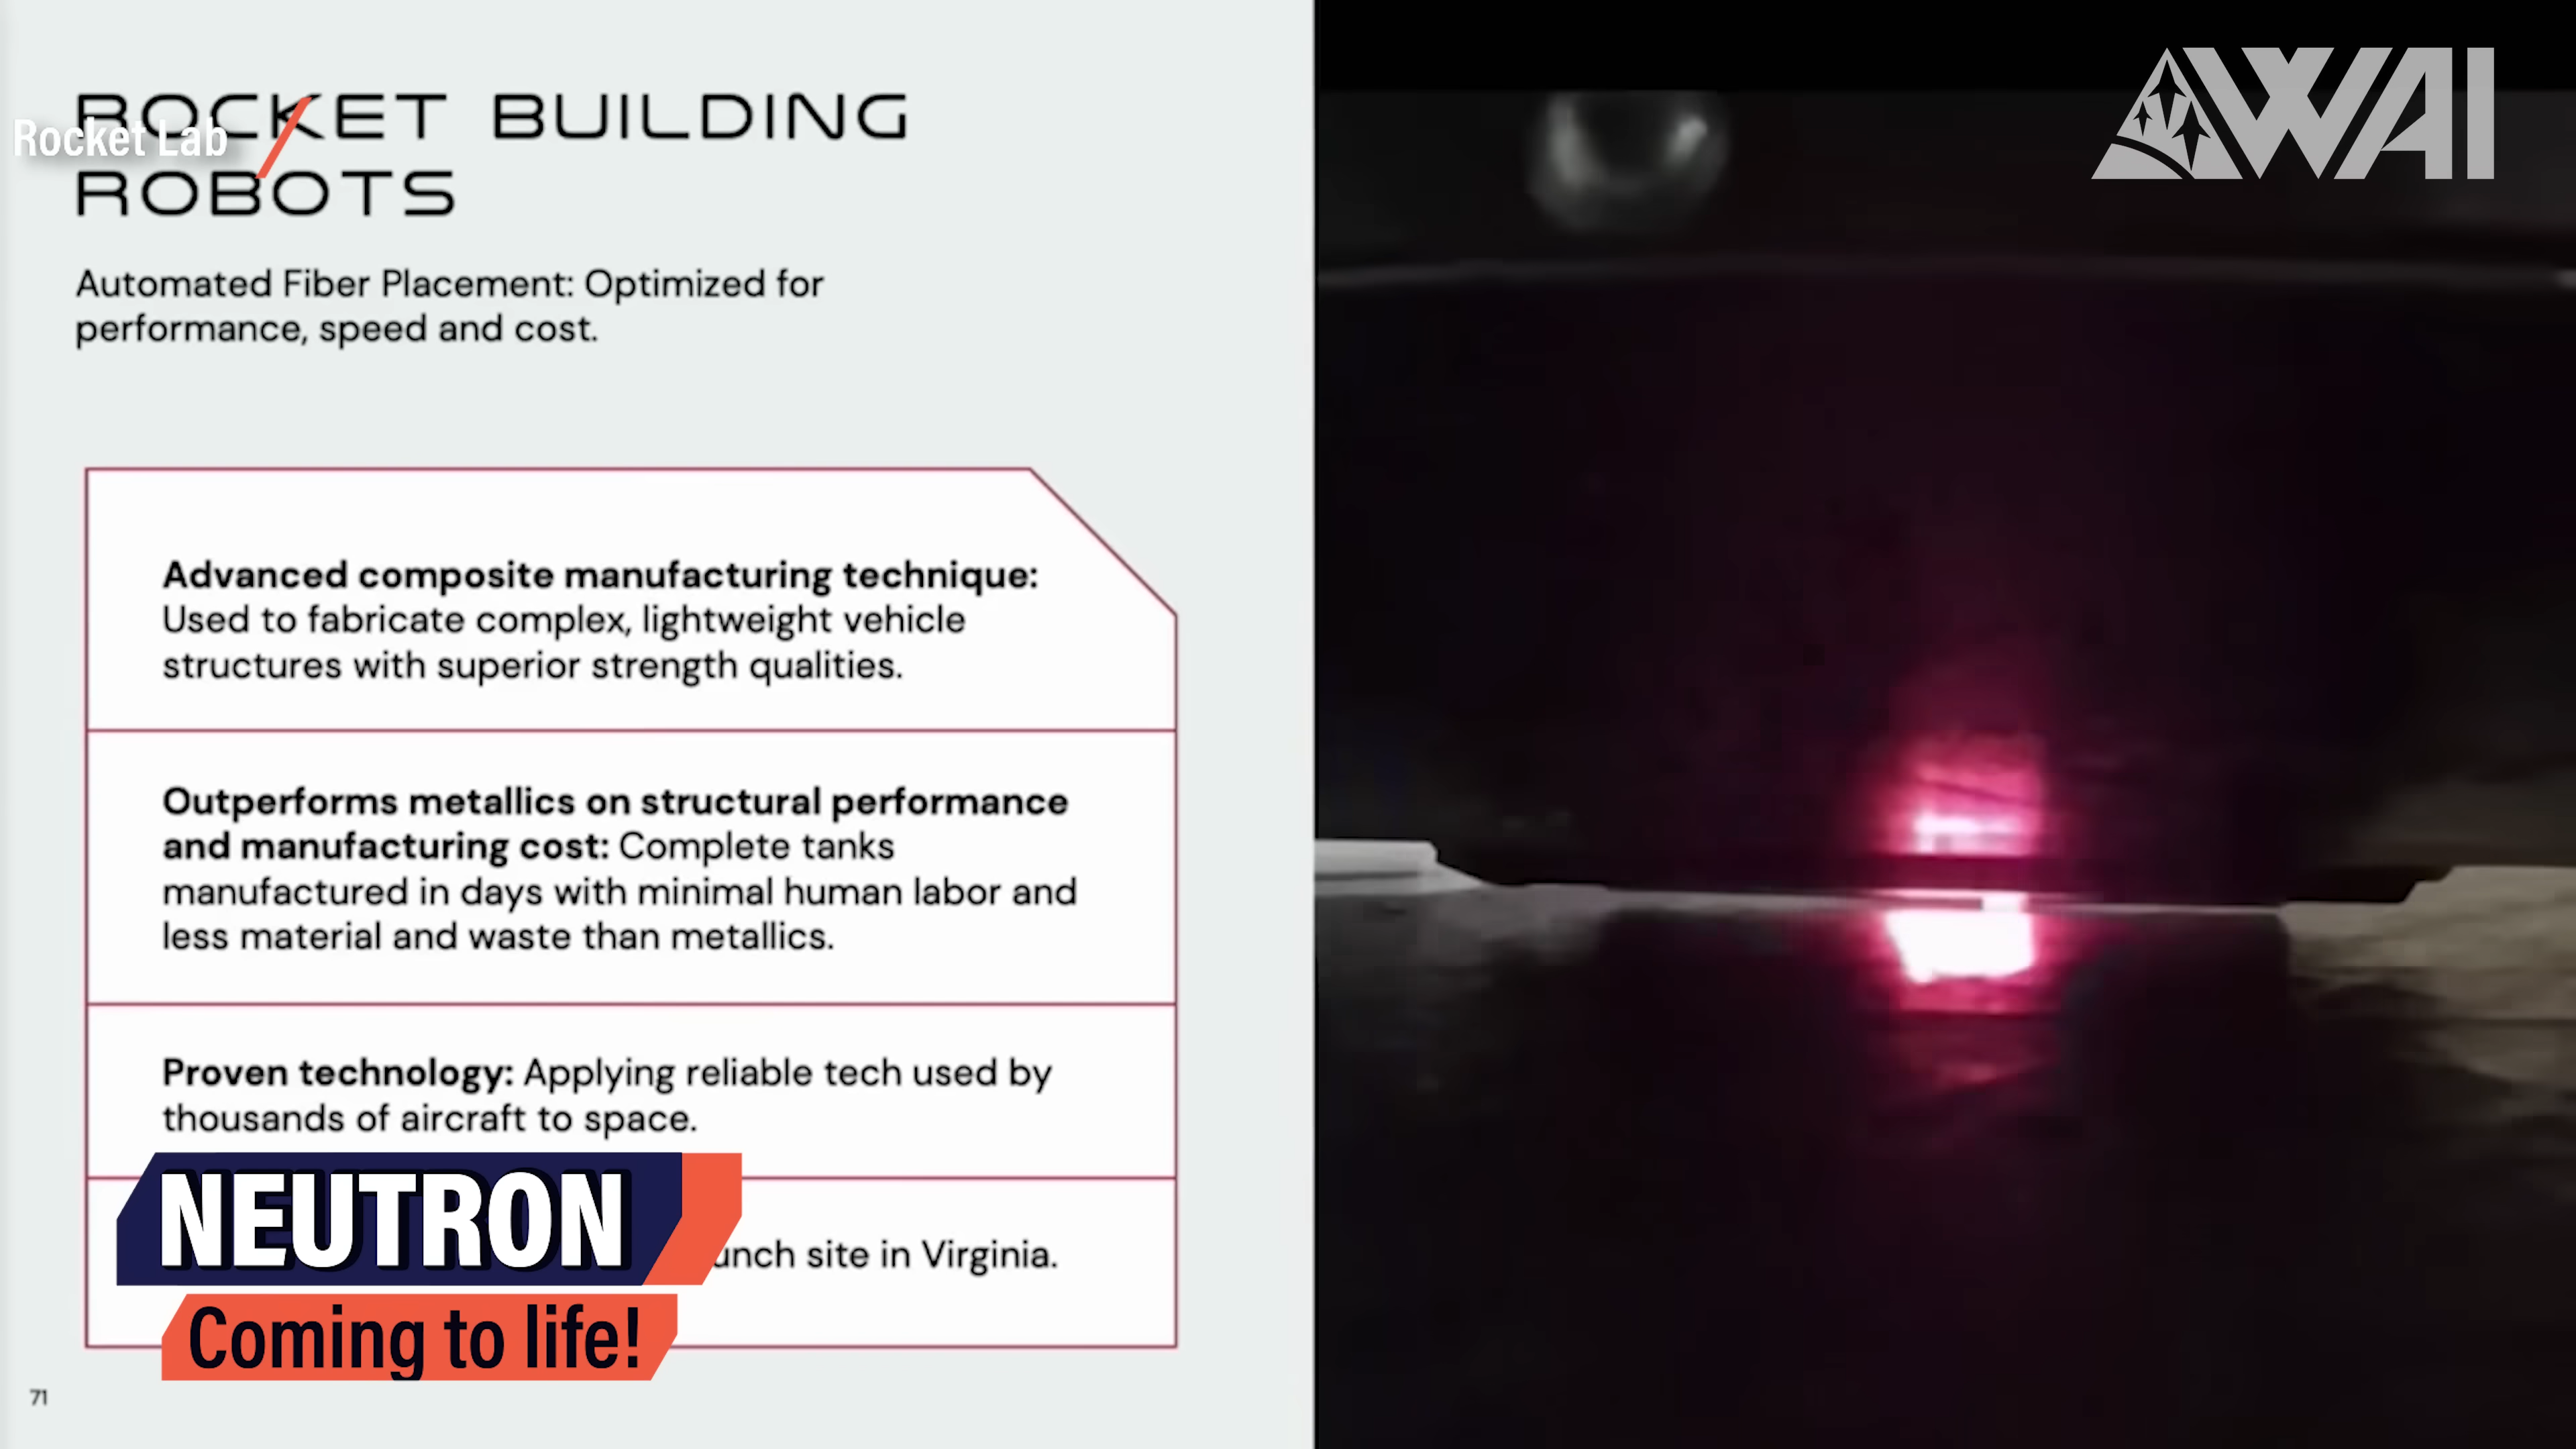 ROCKET BUILDING
ROBOTS
Rocket Lab
Automated Fiber Placement: Optimized for
performance, speed and cost.
Advanced composite manufacturing technique:
Used to fabricate complex, lightweight vehicle
structures with superior strength qualities.
Outperforms metallics on structural performance
and manufacturing cost: Complete tanks
manufactured in days with minimal human labor and
less material and waste than metallics.
Proven technology: Applying reliable tech used by
thousands of aircraft to space.
site in Virginia.
NEUTRON
Coming to life!
71
WAI